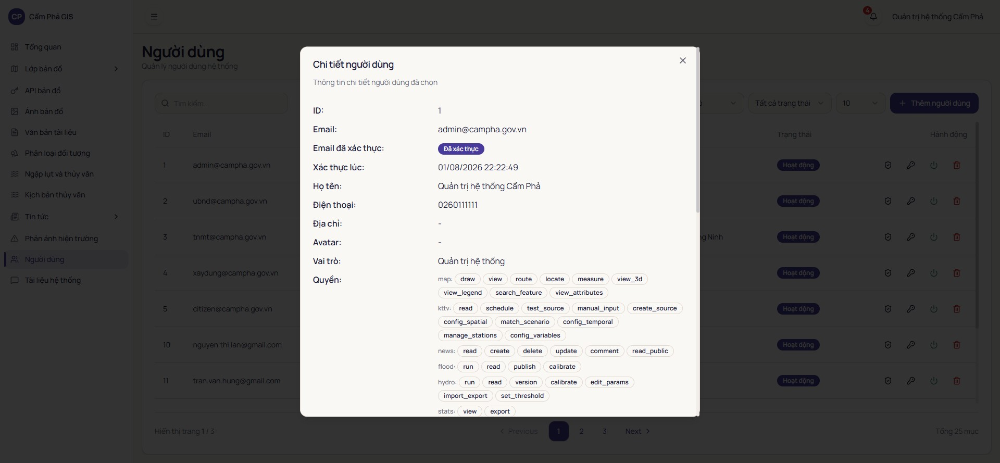 CP Cẩm Phả GIS
4
Quản trị hệ thống Cẩm Phả
Tổng quan
Lớp bản đồ
API bản đồ
Ảnh bản đồ
Văn bản tài liệu
Phân loại đối tượng
Ngập lụt và thủy văn
Kịch bản thủy văn
Tin tức
Phản ánh hiện trường
Người dùng
Tài liệu hệ thống
Người dùng
Quản lý người dùng hệ thống
Tìm kiếm...
Tất cả trạng thái
10
Thêm người dùng
ID Email Trạng thái Hành động
1 admin@campha.gov.vn Hoạt động
2 ubnd@campha.gov.vn Hoạt động
3 tnmt@campha.gov.vn Ninh Hoạt động
4 xaydung@campha.gov.vn Hoạt động
5 citizen@campha.gov.vn Hoạt động
10 nguyen.thi.lan@gmail.com Hoạt động
11 tran.van.hung@gmail.com Hoạt động
Hiển thị trang 1 / 3
Previous 1 2 3 Next
Tổng 25 mục
Chi tiết người dùng
Thông tin chi tiết người dùng đã chọn
ID: 1
Email: admin@campha.gov.vn
Email đã xác thực: Đã xác thực
Xác thực lúc: 01/08/2026 22:22:49
Họ tên: Quản trị hệ thống Cẩm Phả
Điện thoại: 0260111111
Địa chỉ: -
Avatar: -
Vai trò: Quản trị hệ thống
Quyền: map: draw view route locate measure view_3d
view_legend search_feature view_attributes
kttv: read schedule test_source manual_input create_source
config_spatial match_scenario config_temporal
manage_stations config_variables
news: read create delete update comment read_public
flood: run read publish calibrate
hydro: run read version calibrate edit_params
import_export set_threshold
stats: view export